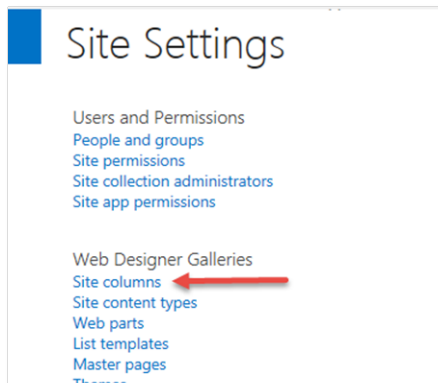 Site Settings
Users and Permissions
People and groups
Site permissions
Site collection administrators
Site app permissions
Web Designer Galleries
Site columns
Site content types
Web parts
List templates
Master pages
Themes